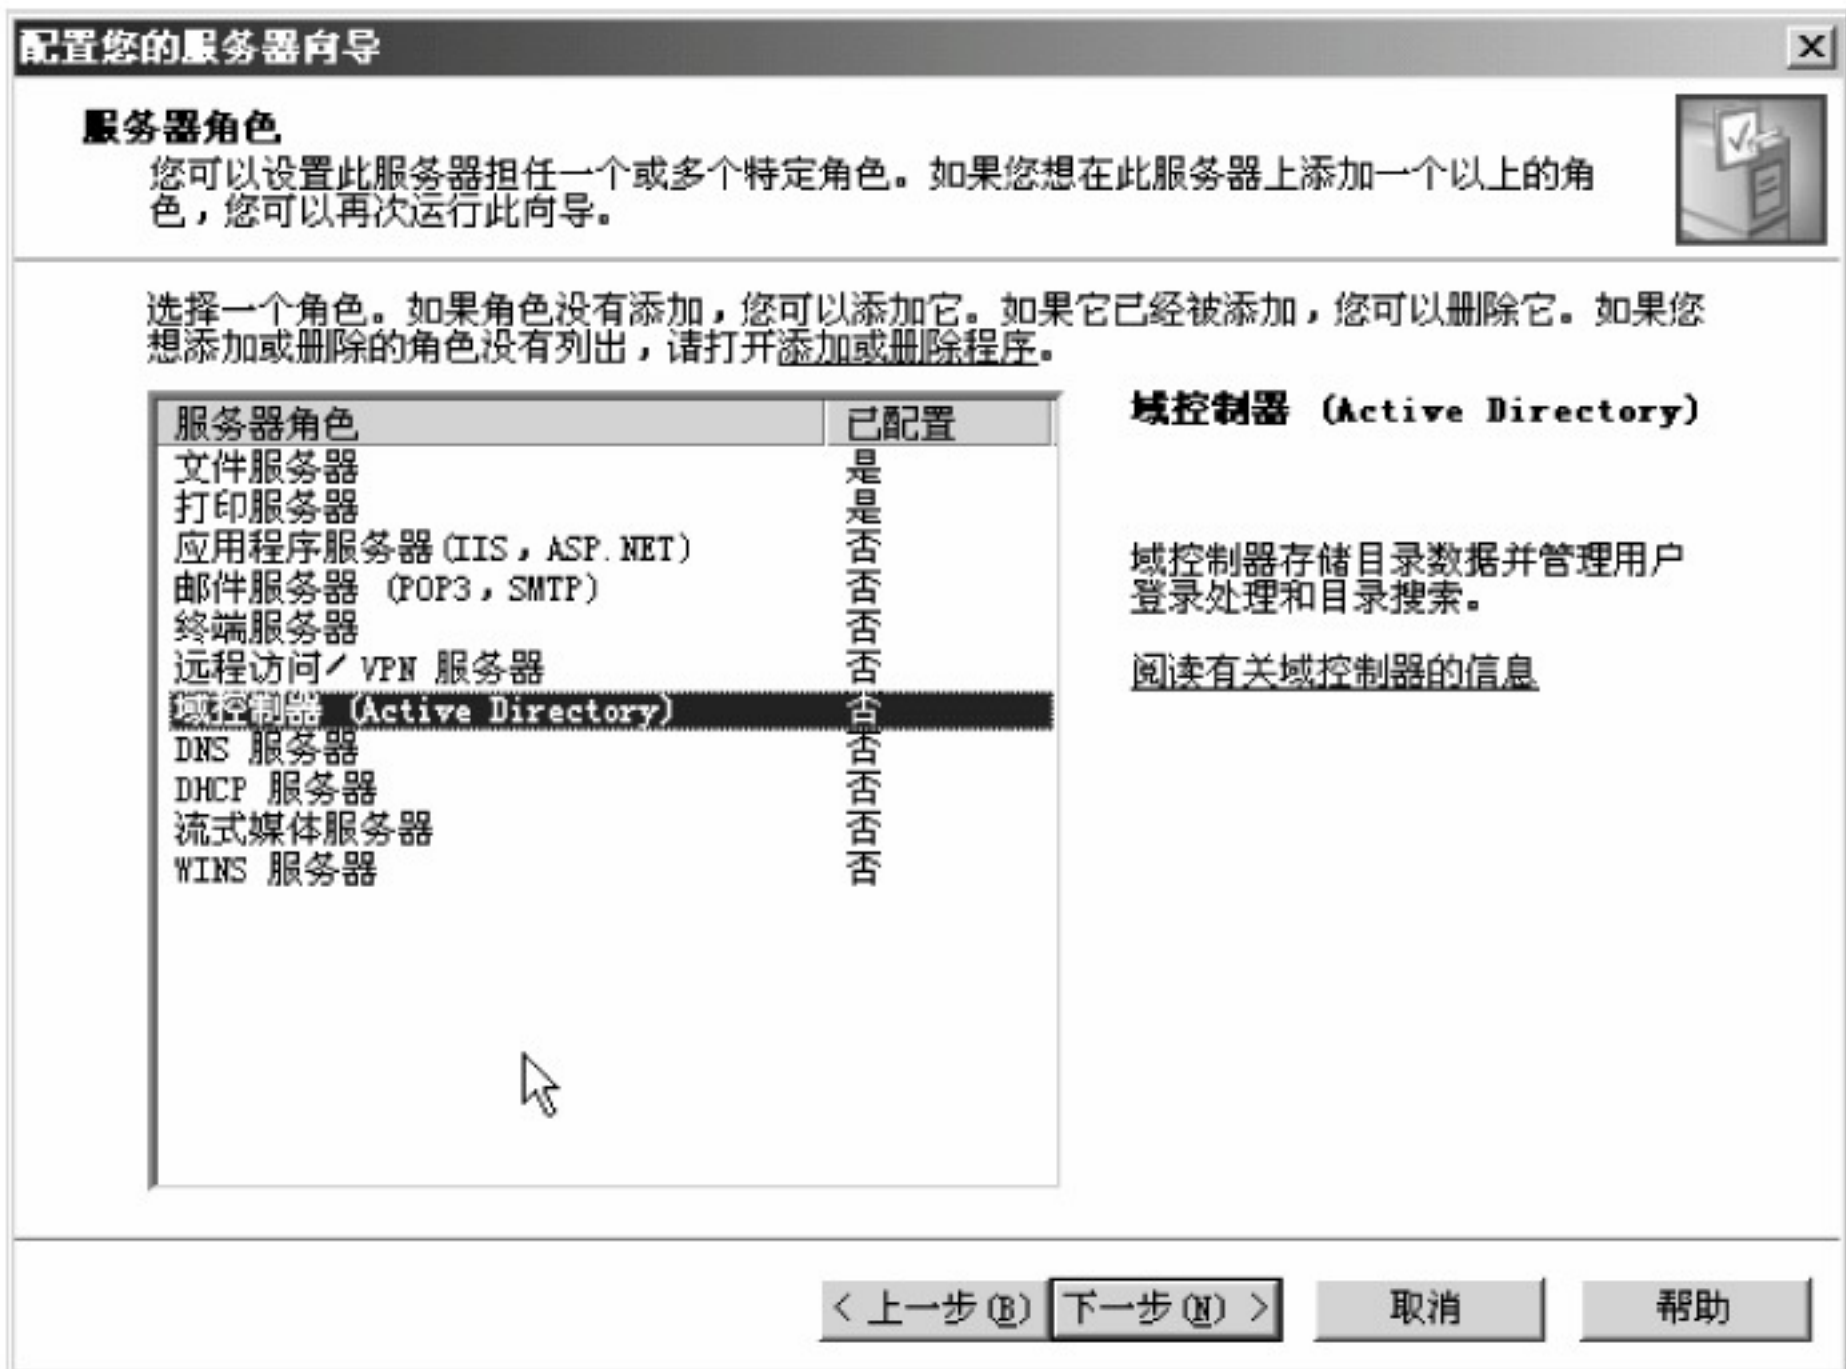 配置您的服务器向导
服务器角色
您可以设置此服务器担任一个或多个特定角色。如果您想在此服务器上添加一个以上的角
色，您可以再次运行此向导。
选择一个角色。如果角色没有添加，您可以添加它。如果它已经被添加，您可以删除它。如果您
想添加或删除的角色没有列出，请打开添加或删除程序。
服务器角色 已配置
文件服务器 是
打印服务器 是
应用程序服务器(IIS，ASP.NET) 否
邮件服务器 (POP3，SMTP) 否
终端服务器 否
远程访问/ VPN 服务器 否
域控制器 (Active Directory) 否
DNS 服务器 否
DHCP 服务器 否
流式媒体服务器 否
WINS 服务器 否
域控制器 (Active Directory)
域控制器存储目录数据并管理用户
登录处理和目录搜索。
阅读有关域控制器的信息
< 上一步(B) 下一步(N) > 取消 帮助